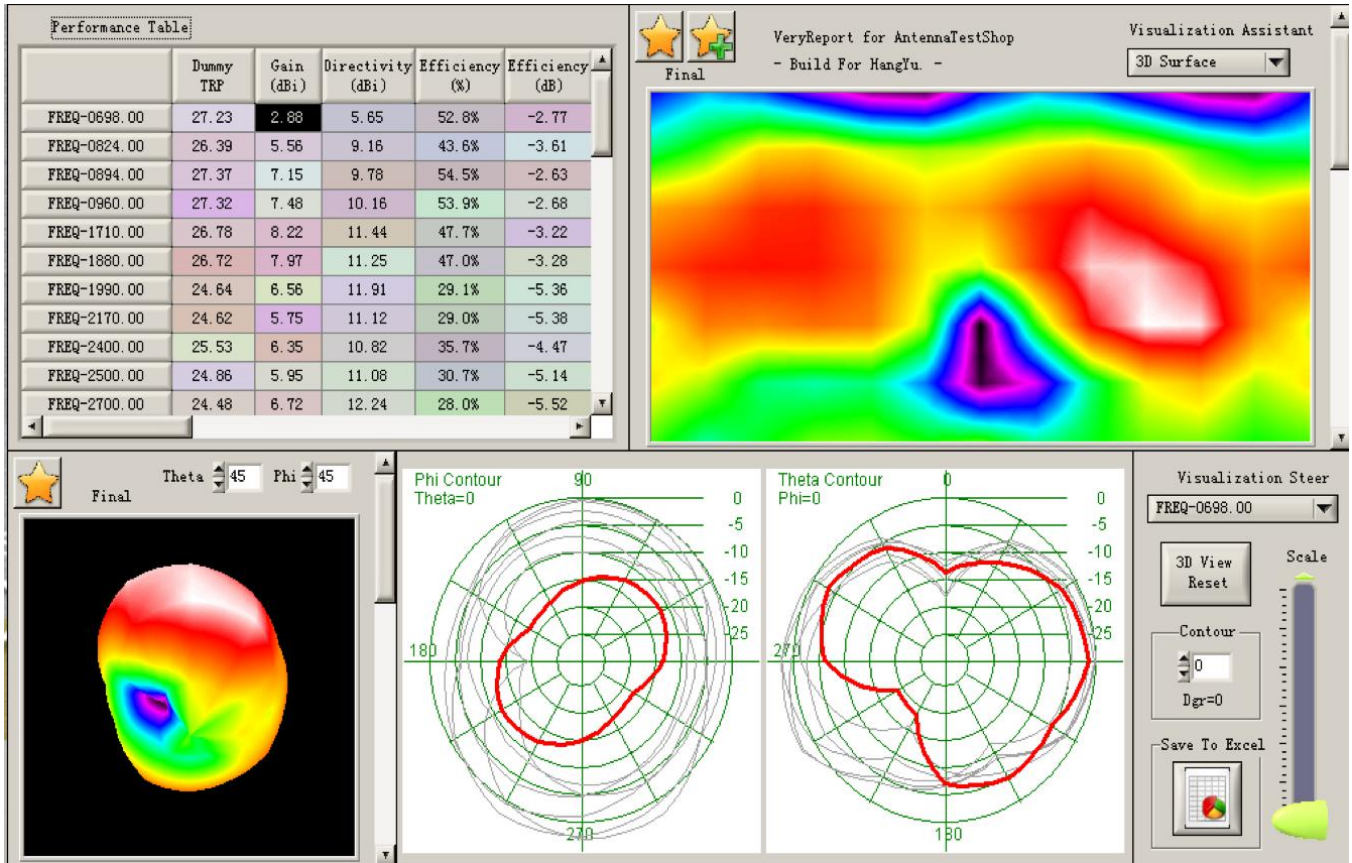 Performance Table
Dummy TRP Gain (dBi) Directivity (dBi) Efficiency (%) Efficiency (dB)
FREQ-0698.00 27.23 2.88 5.65 52.8% -2.77
FREQ-0824.00 26.39 5.56 9.16 43.6% -3.61
FREQ-0894.00 27.37 7.15 9.78 54.5% -2.63
FREQ-0960.00 27.32 7.48 10.16 53.9% -2.68
FREQ-1710.00 26.78 8.22 11.44 47.7% -3.22
FREQ-1880.00 26.72 7.97 11.25 47.0% -3.28
FREQ-1990.00 24.64 6.56 11.91 29.1% -5.36
FREQ-2170.00 24.62 5.75 11.12 29.0% -5.38
FREQ-2400.00 25.53 6.35 10.82 35.7% -4.47
FREQ-2500.00 24.86 5.95 11.08 30.7% -5.14
FREQ-2700.00 24.48 6.72 12.24 28.0% -5.52
Final
VeryReport for AntennaTestShop
- Build For HangYu. -
Visualization Assistant
3D Surface
Final
Theta 45 Phi 45
Phi Contour
Theta=0
90
0
-5
-10
-15
-20
-25
180
270
Theta Contour
Phi=0
0
0
-5
-10
-15
-20
-25
270
180
Visualization Steer
FREQ-0698.00
3D View
Reset
Scale
Contour
0
Dgr=0
Save To Excel